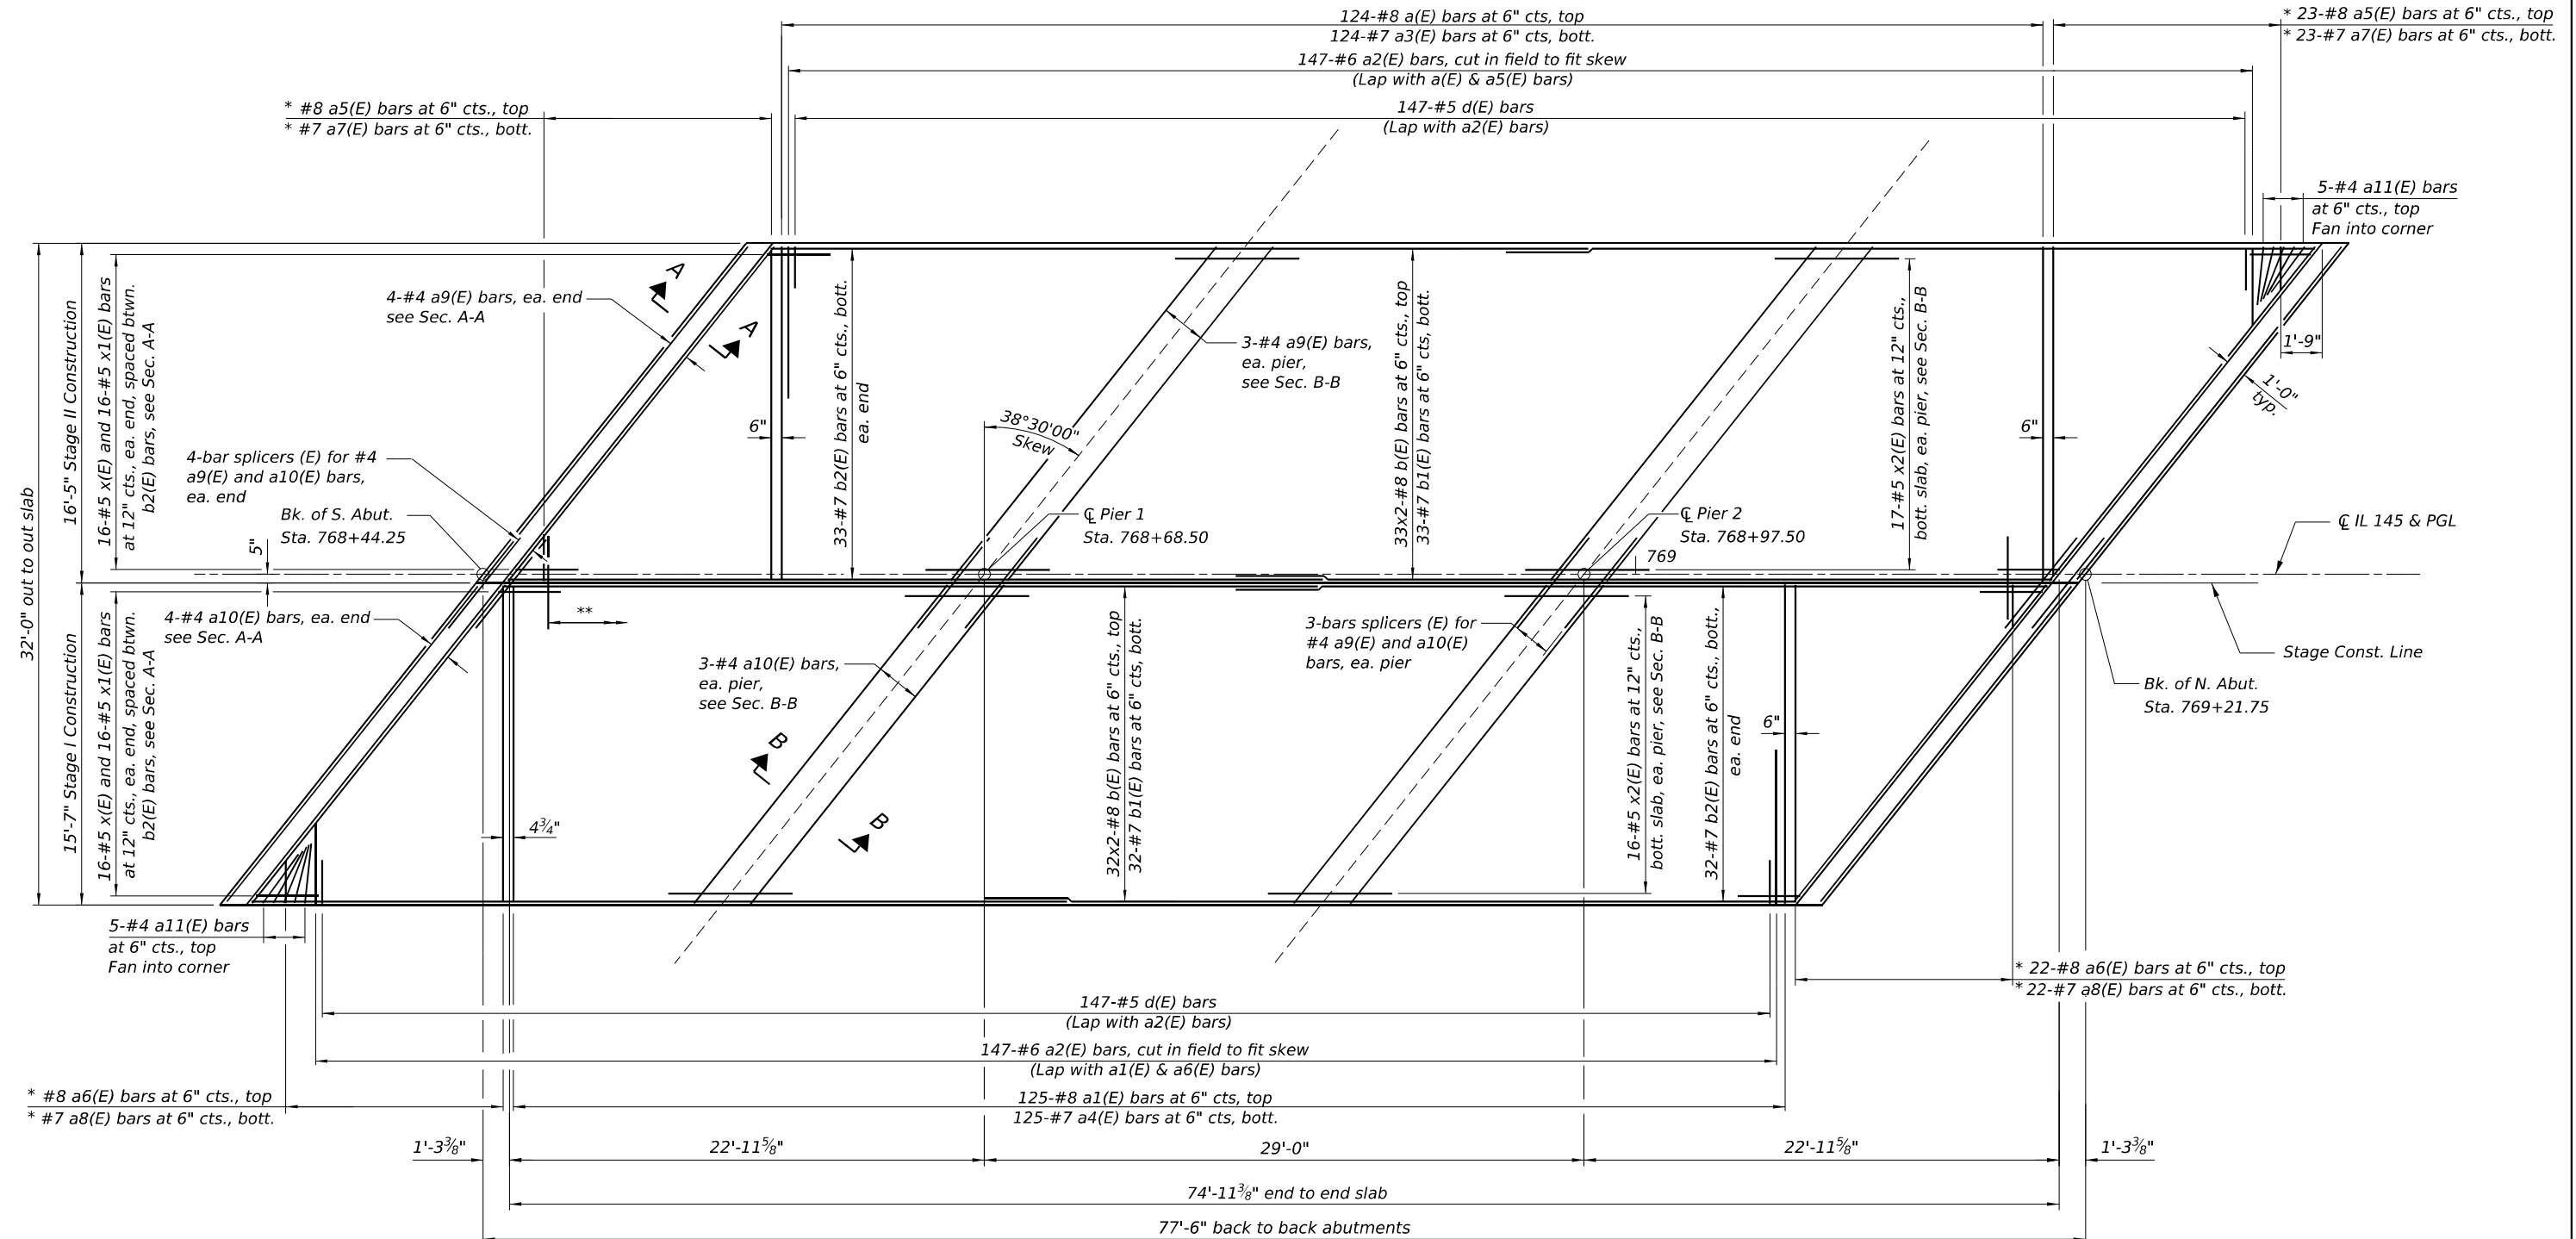 124-#8 a(E) bars at 6" cts, top
124-#7 a3(E) bars at 6" cts, bott.
* 23-#8 a5(E) bars at 6" cts., top
* 23-#7 a7(E) bars at 6" cts., bott.
147-#6 a2(E) bars, cut in field to fit skew
(Lap with a(E) & a5(E) bars)
* #8 a5(E) bars at 6" cts., top
* #7 a7(E) bars at 6" cts., bott.
147-#5 d(E) bars
(Lap with a2(E) bars)
5-#4 a11(E) bars
at 6" cts., top
Fan into corner
32'-0" out to out slab
16'-5" Stage II Construction
16-#5 x(E) and 16-#5 x1(E) bars
at 12" cts., ea. end, spaced btwn.
b2(E) bars, see Sec. A-A
A
A
4-#4 a9(E) bars, ea. end
see Sec. A-A
33-#7 b2(E) bars at 6" cts., bott.
ea. end
6"
3-#4 a9(E) bars,
ea. pier,
see Sec. B-B
33x2-#8 b(E) bars at 6" cts., top
33-#7 b1(E) bars at 6" cts, bott.
17-#5 x2(E) bars at 12" cts.,
bott. slab, ea. pier, see Sec. B-B
6"
1'-9"
1'-0"
typ.
38°30'00"
Skew
4-bar splicers (E) for #4
a9(E) and a10(E) bars,
ea. end
Bk. of S. Abut.
Sta. 768+44.25
5"
℄ Pier 1
Sta. 768+68.50
℄ Pier 2
Sta. 768+97.50
769
℄ IL 145 & PGL
15'-7" Stage I Construction
16-#5 x(E) and 16-#5 x1(E) bars
at 12" cts., ea. end, spaced btwn.
b2(E) bars, see Sec. A-A
4-#4 a10(E) bars, ea. end
see Sec. A-A
**
3-#4 a10(E) bars,
ea. pier,
see Sec. B-B
B
B
32x2-#8 b(E) bars at 6" cts., top
32-#7 b1(E) bars at 6" cts, bott.
3-bars splicers (E) for
#4 a9(E) and a10(E)
bars, ea. pier
16-#5 x2(E) bars at 12" cts.,
bott. slab, ea. pier, see Sec. B-B
32-#7 b2(E) bars at 6" cts., bott.,
ea. end
6"
Stage Const. Line
Bk. of N. Abut.
Sta. 769+21.75
4¾"
5-#4 a11(E) bars
at 6" cts., top
Fan into corner
* 22-#8 a6(E) bars at 6" cts., top
* 22-#7 a8(E) bars at 6" cts., bott.
147-#5 d(E) bars
(Lap with a2(E) bars)
147-#6 a2(E) bars, cut in field to fit skew
(Lap with a1(E) & a6(E) bars)
* #8 a6(E) bars at 6" cts., top
* #7 a8(E) bars at 6" cts., bott.
125-#8 a1(E) bars at 6" cts, top
125-#7 a4(E) bars at 6" cts, bott.
1'-3⅜" 22'-11⅝" 29'-0" 22'-11⅝" 1'-3⅜"
74'-11⅜" end to end slab
77'-6" back to back abutments